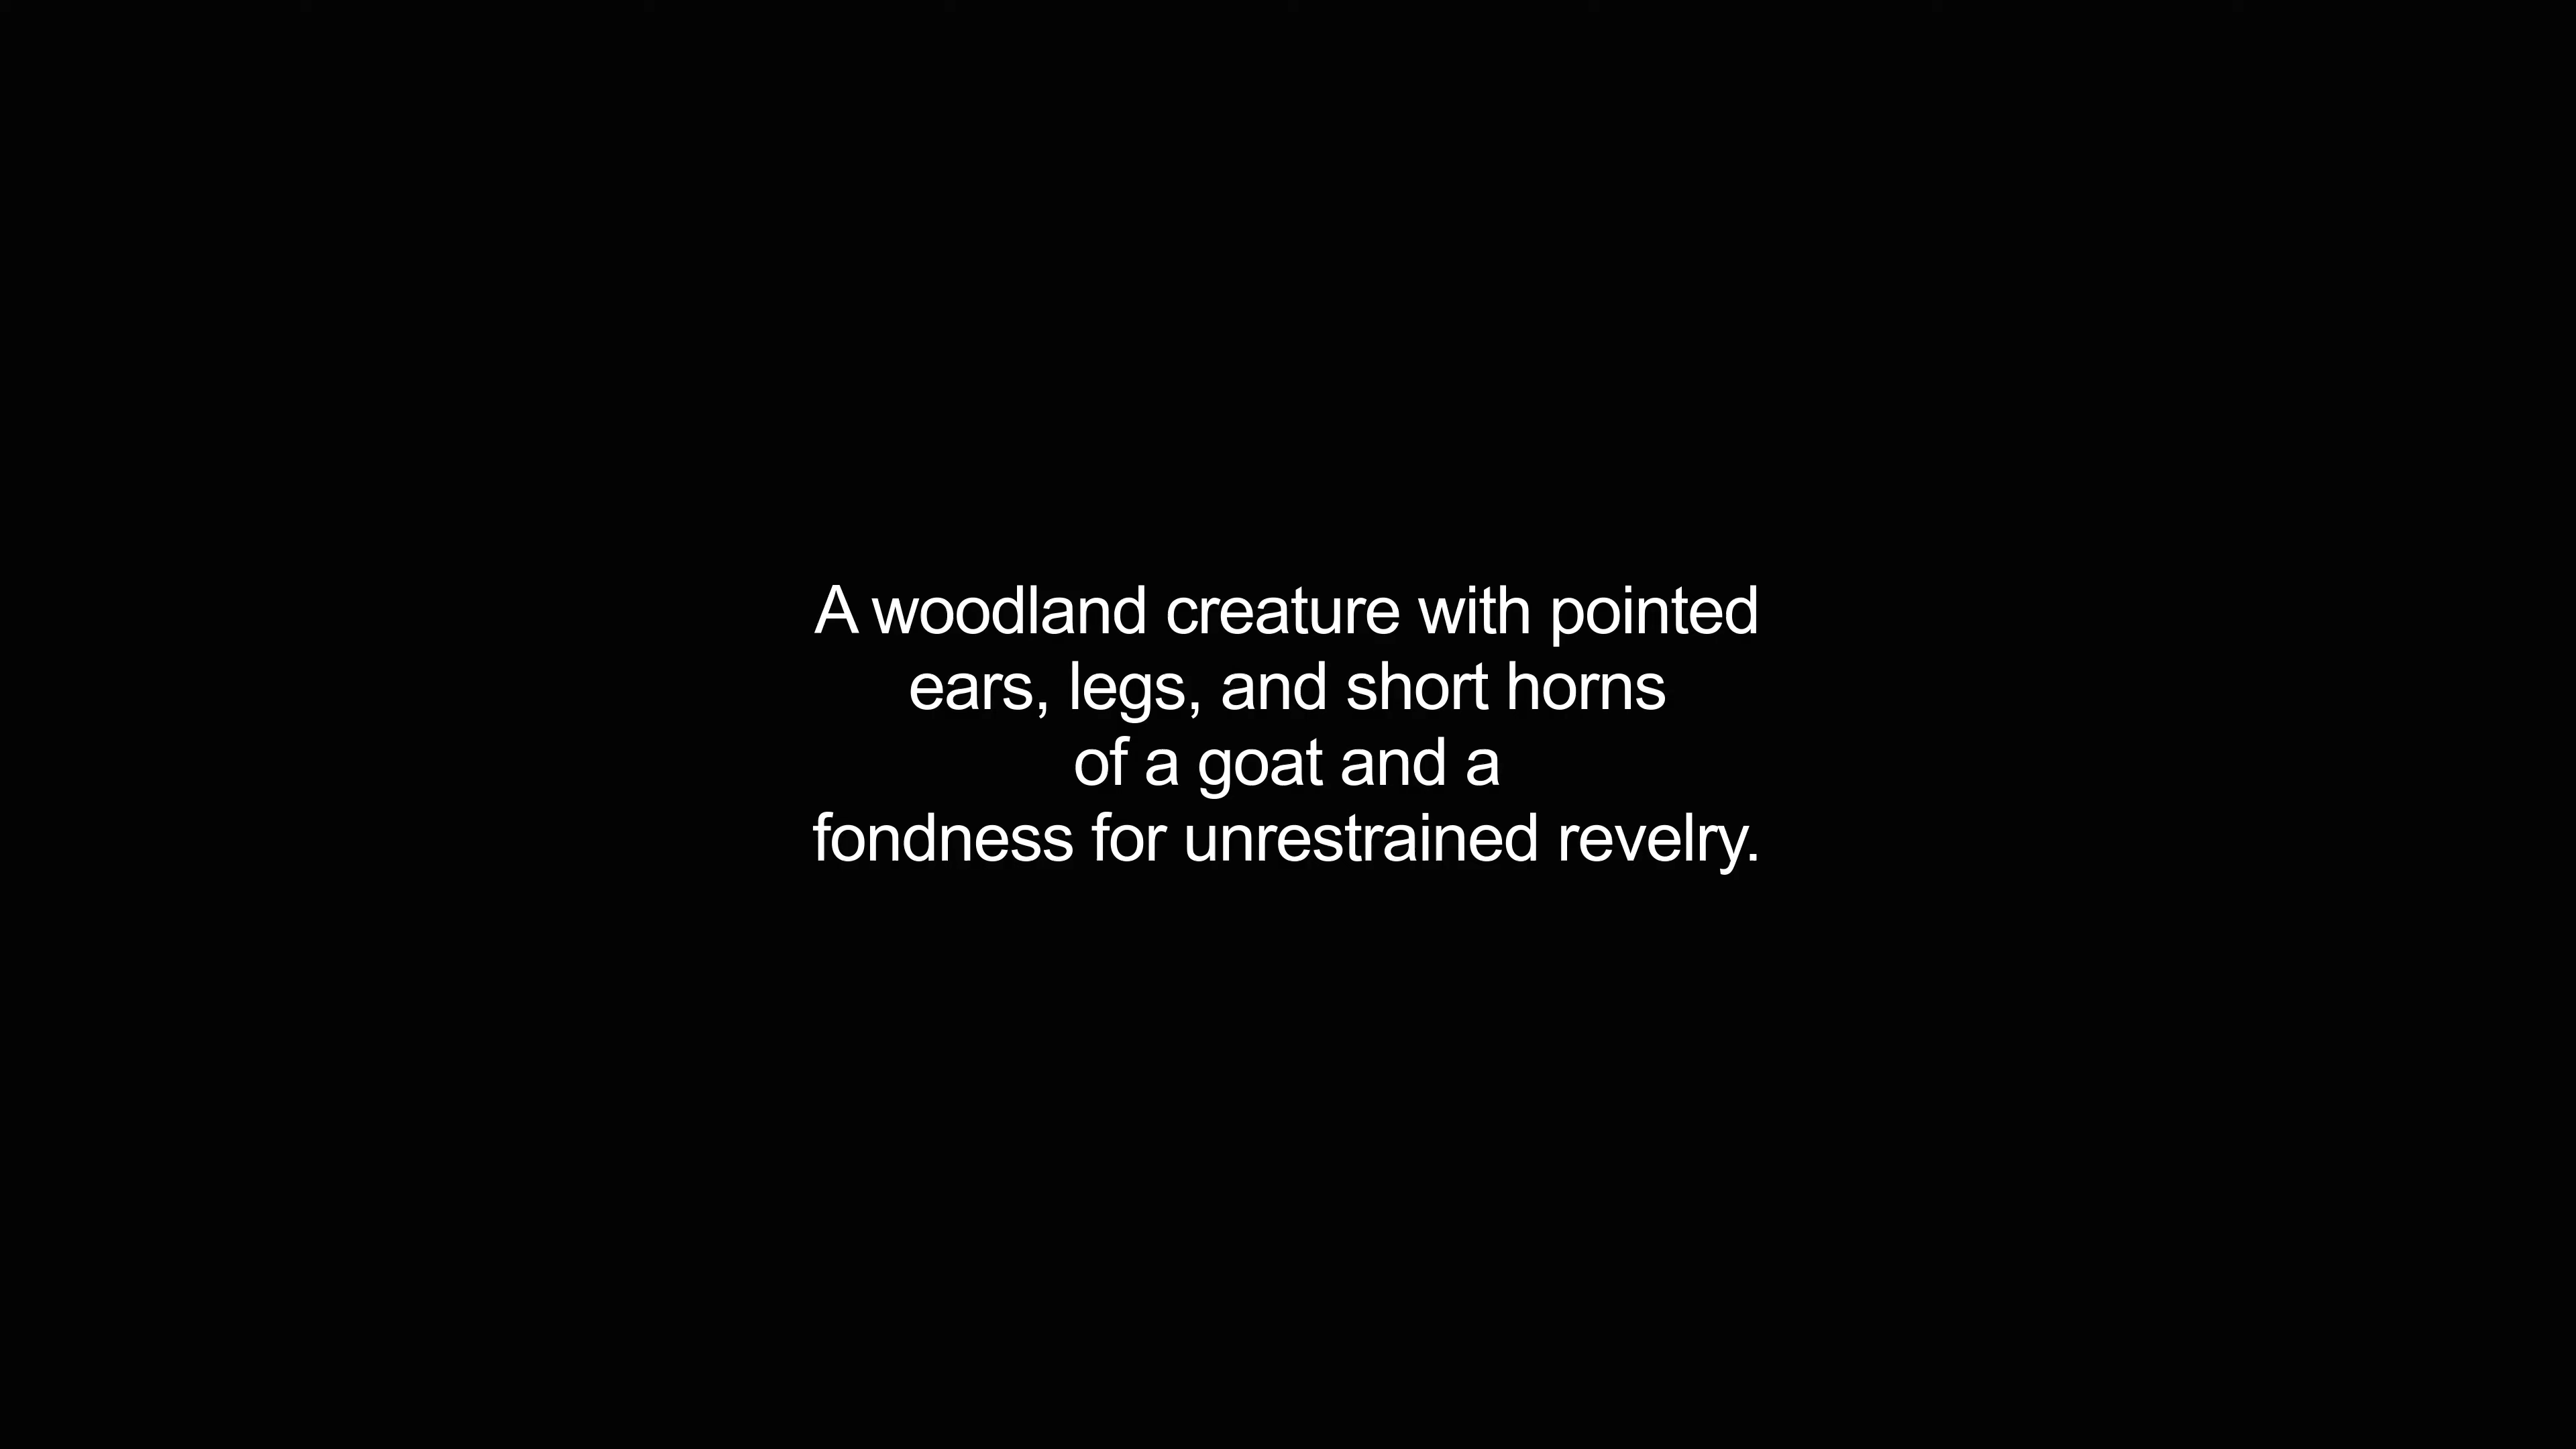 A woodland creature with pointed
ears, legs, and short horns
of a goat and a
fondness for unrestrained revelry.